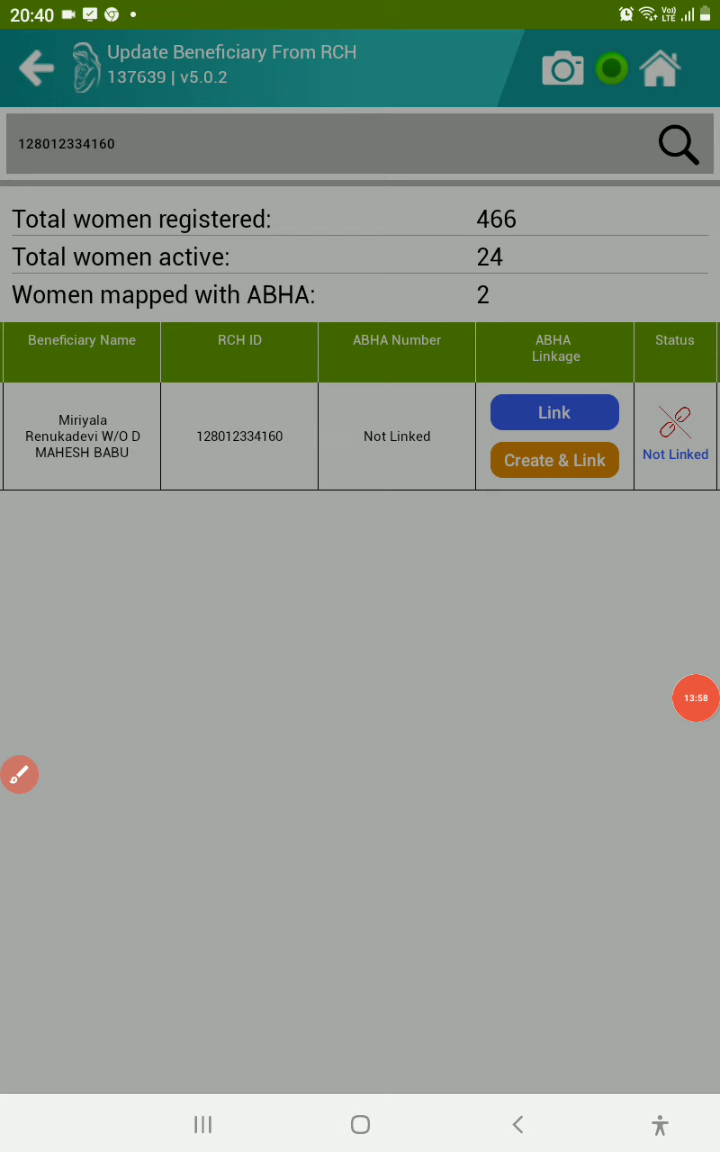 20:40
Vo))
LTE
Update Beneficiary From RCH
137639 | v5.0.2
128012334160
Total women registered: 466
Total women active: 24
Women mapped with ABHA: 2
Beneficiary Name RCH ID ABHA Number ABHA Linkage Status
Miriyala
Renukadevi W/O D
MAHESH BABU
128012334160
Not Linked
Link
Create & Link
Not Linked
13:58